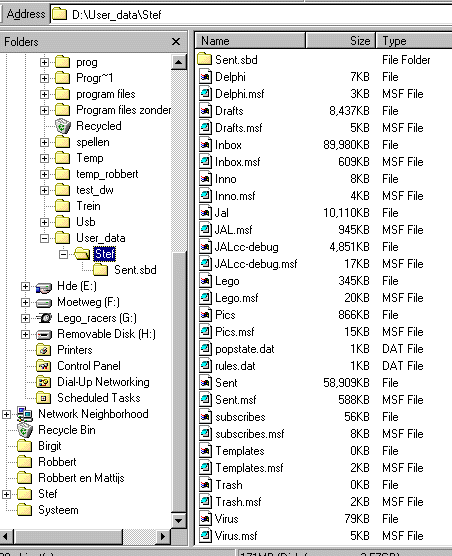 Address D:\User_data\Stef
Folders
prog
Progr~1
program files
Program files zonder
Recycled
spellen
Temp
temp_robbert
test_dw
Trein
Usb
User_data
Stef
Sent.sbd
Hde (E:)
Moetweg (F:)
Lego_racers (G:)
Removable Disk (H:)
Printers
Control Panel
Dial-Up Networking
Scheduled Tasks
Network Neighborhood
Recycle Bin
Birgit
Robbert
Robbert en Mattijs
Stef
Systeem
Name Size Type
Sent.sbd File Folder
Delphi 7KB File
Delphi.msf 3KB MSF File
Drafts 8,437KB File
Drafts.msf 5KB MSF File
Inbox 89,980KB File
Inbox.msf 609KB MSF File
Inno 8KB File
Inno.msf 4KB MSF File
Jal 10,110KB File
JAL.msf 945KB MSF File
JALcc-debug 4,851KB File
JALcc-debug.msf 17KB MSF File
Lego 345KB File
Lego.msf 20KB MSF File
Pics 866KB File
Pics.msf 15KB MSF File
popstate.dat 1KB DAT File
rules.dat 1KB DAT File
Sent 58,909KB File
Sent.msf 588KB MSF File
subscribes 56KB File
subscribes.msf 8KB MSF File
Templates 0KB File
Templates.msf 2KB MSF File
Trash 0KB File
Trash.msf 2KB MSF File
Virus 79KB File
Virus.msf 5KB MSF File